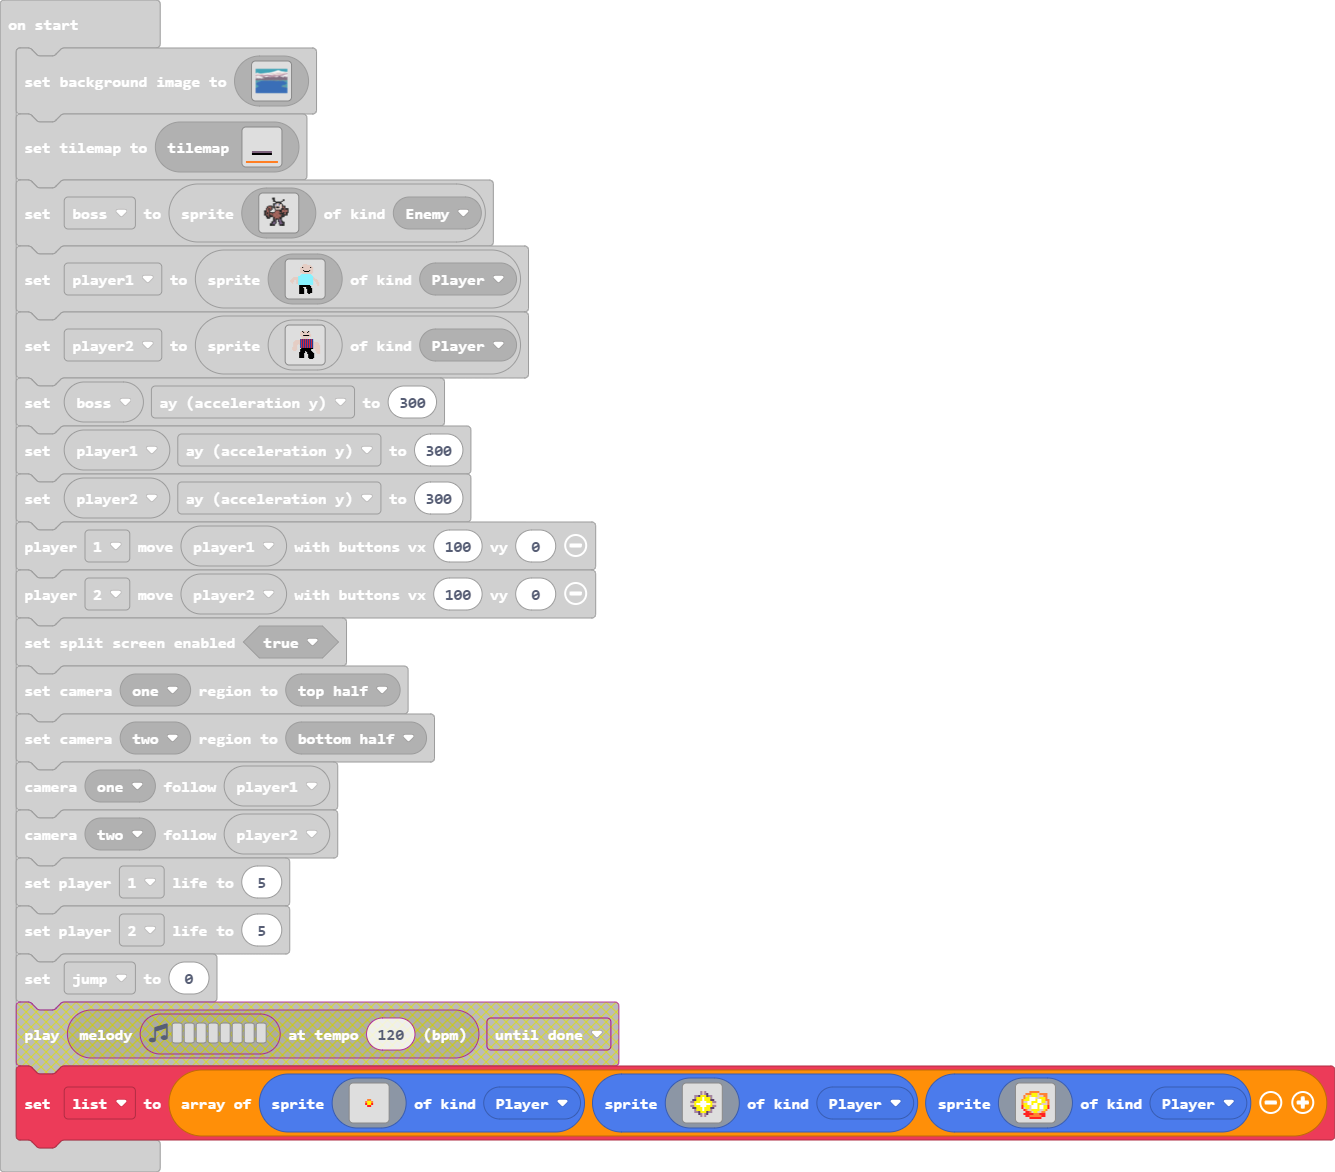 on start
set background image to
set tilemap to tilemap
set boss to sprite of kind Enemy
set player1 to sprite of kind Player
set player2 to sprite of kind Player
set boss ay (acceleration y) to 300
set player1 ay (acceleration y) to 300
set player2 ay (acceleration y) to 300
player 1 move player1 with buttons vx 100 vy 0
player 2 move player2 with buttons vx 100 vy 0
set split screen enabled true
set camera one region to top half
set camera two region to bottom half
camera one follow player1
camera two follow player2
set player 1 life to 5
set player 2 life to 5
set jump to 0
play melody at tempo 120 (bpm) until done
set list to array of sprite of kind Player sprite of kind Player sprite of kind Player